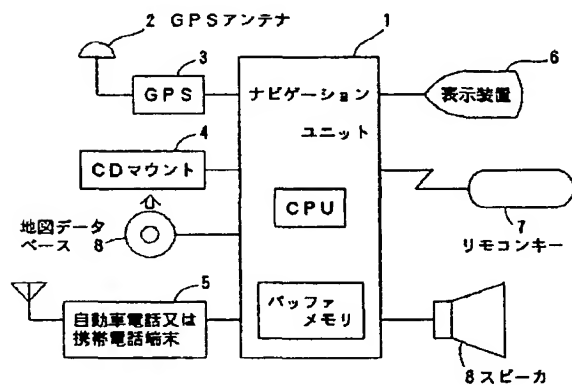 2 GPSアンテナ
1
3
GPS
ナビゲーション
ユニット
6
表示装置
4
CDマウント
CPU
7
リモコンキー
地図データ
ベース 8
5
自動車電話又は
携帯電話端末
バッファ
メモリ
8 スピーカ